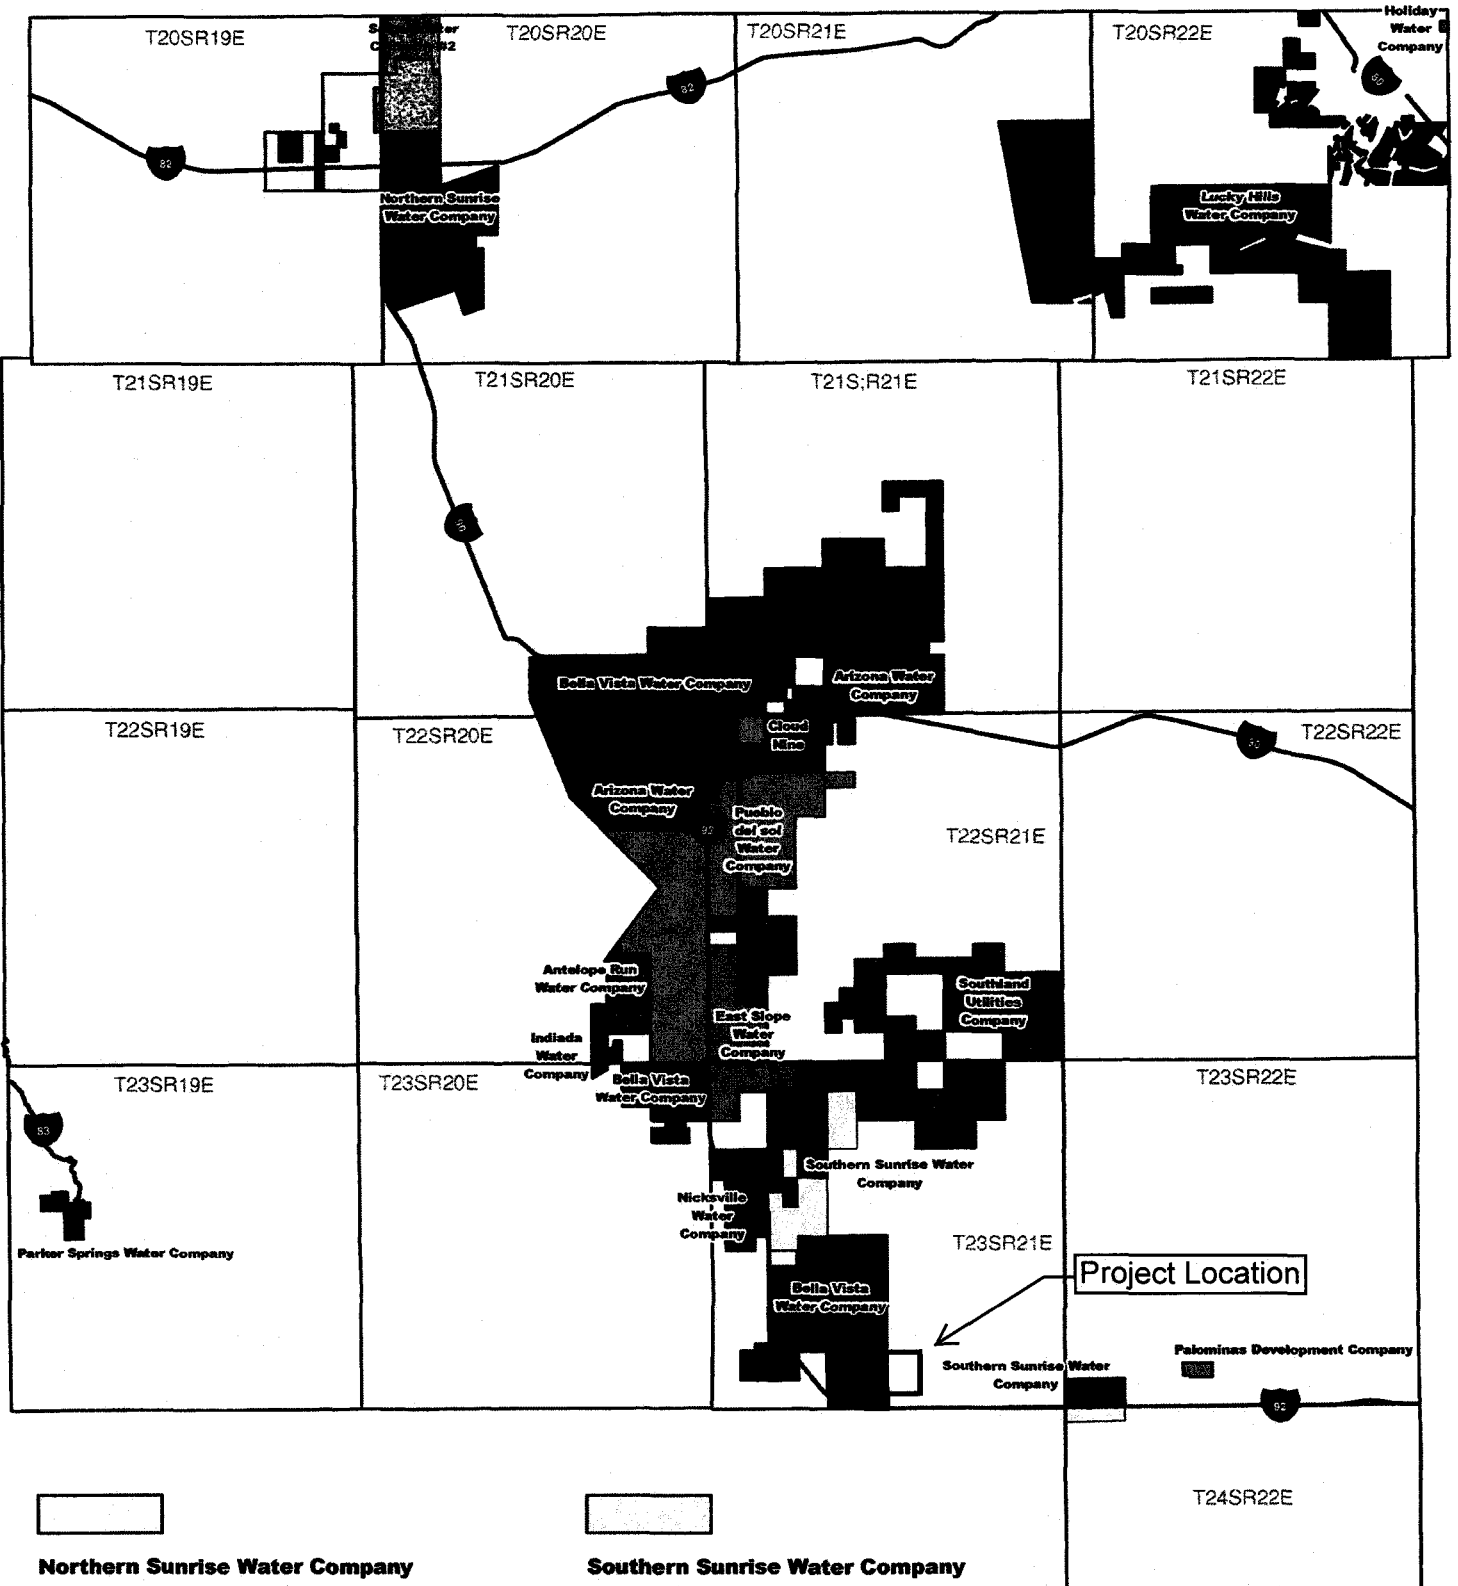 T20SR19E
T20SR20E
T20SR21E
T20SR22E
Holiday
Water
Company
82
82
Northern Sunrise
Water Company
Lucky Hills
Water Company
T21SR19E
T21SR20E
T21S;R21E
T21SR22E
Bella Vista Water Company
Arizona Water
Company
T22SR19E
T22SR20E
Cloud
Nine
T22SR22E
Arizona Water
Company
Pueblo
del sol
Water
Company
92
T22SR21E
Antelope Run
Water Company
Southland
Utilities
Company
East Slope
Water
Company
Indiada
Water
Company
T23SR19E
T23SR20E
Bella Vista
Water Company
T23SR22E
83
Southern Sunrise Water
Company
Nicksville
Water
Company
Parker Springs Water Company
T23SR21E
Project Location
Bella Vista
Water Company
Palominas Development Company
Southern Sunrise Water
Company
92
T24SR22E
Northern Sunrise Water Company
Southern Sunrise Water Company